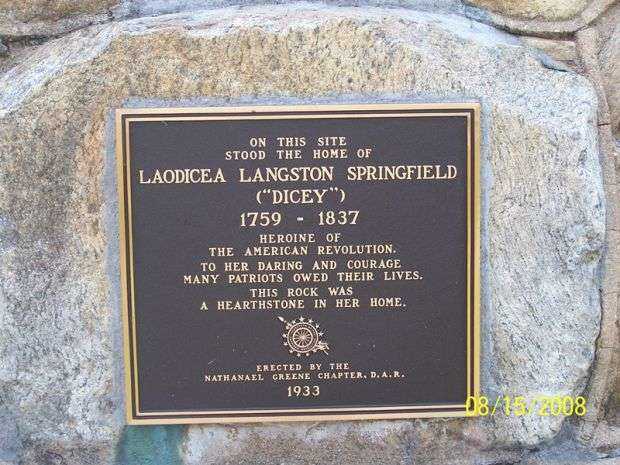 ON THIS SITE
STOOD THE HOME OF
LAODICEA LANGSTON SPRINGFIELD
("DICEY")
1759 - 1837
HEROINE OF
THE AMERICAN REVOLUTION.
TO HER DARING AND COURAGE
MANY PATRIOTS OWED THEIR LIVES.
THIS ROCK WAS
A HEARTHSTONE IN HER HOME.
ERECTED BY THE
NATHANAEL GREENE CHAPTER, D.A.R.
1933
08/15/2008